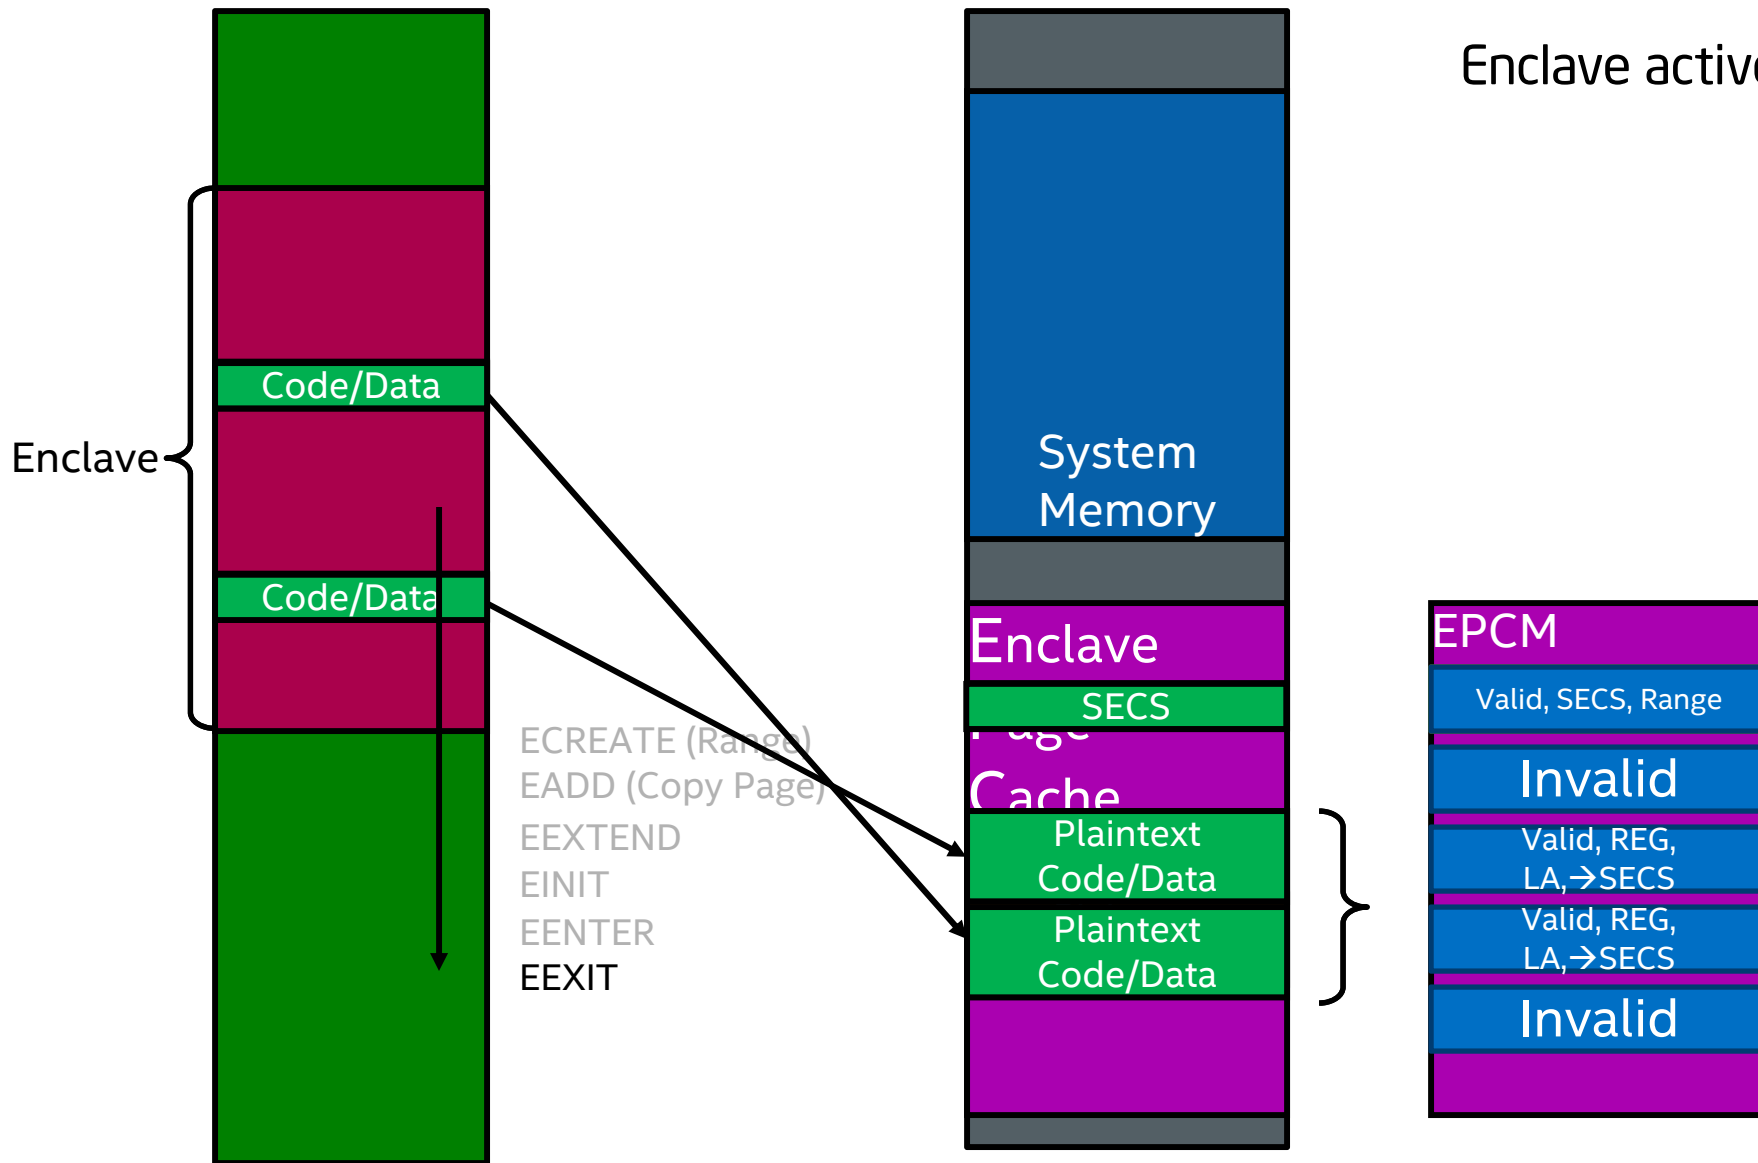 Enclave active
Code/Data
Enclave
Code/Data
System
Memory
ECREATE (Range)
EADD (Copy Page)
EEXTEND
EINIT
EENTER
EEXIT
Enclave
SECS
Page
Cache
Plaintext
Code/Data
Plaintext
Code/Data
EPCM
Valid, SECS, Range
Invalid
Valid, REG,
LA,→SECS
Valid, REG,
LA,→SECS
Invalid